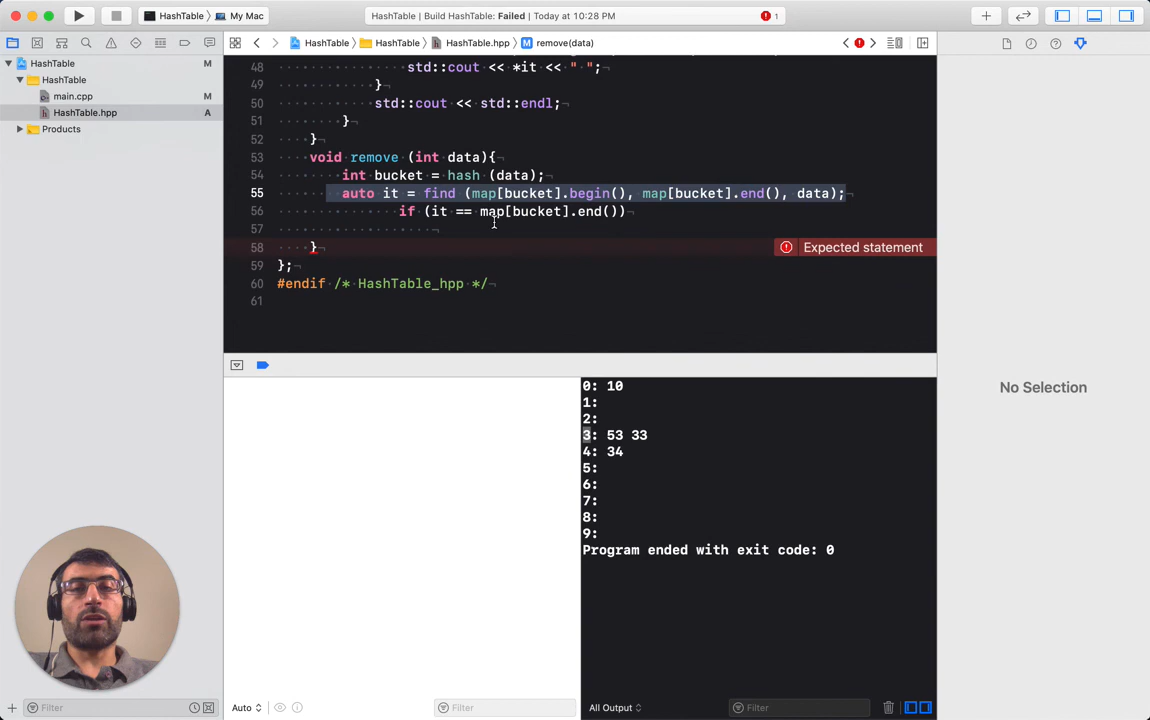 HashTable 〉 My Mac
HashTable | Build HashTable: Failed | Today at 10:28 PM
1
HashTable M
HashTable
main.cpp M
HashTable.hpp A
Products
HashTable 〉 HashTable 〉 HashTable.hpp 〉 M remove(data)
48 std::cout << *it << " ";
49 }
50 std::cout << std::endl;
51 }
52 }
53 void remove (int data){
54 int bucket = hash (data);
55 auto it = find (map[bucket].begin(), map[bucket].end(), data);
56 if (it == map[bucket].end())
57
58 }
Expected statement
59 };
60 #endif /* HashTable_hpp */
61
No Selection
0: 10
1:
2:
3: 53 33
4: 34
5:
6:
7:
8:
9:
Program ended with exit code: 0
Filter
Auto
Filter
All Output
Filter